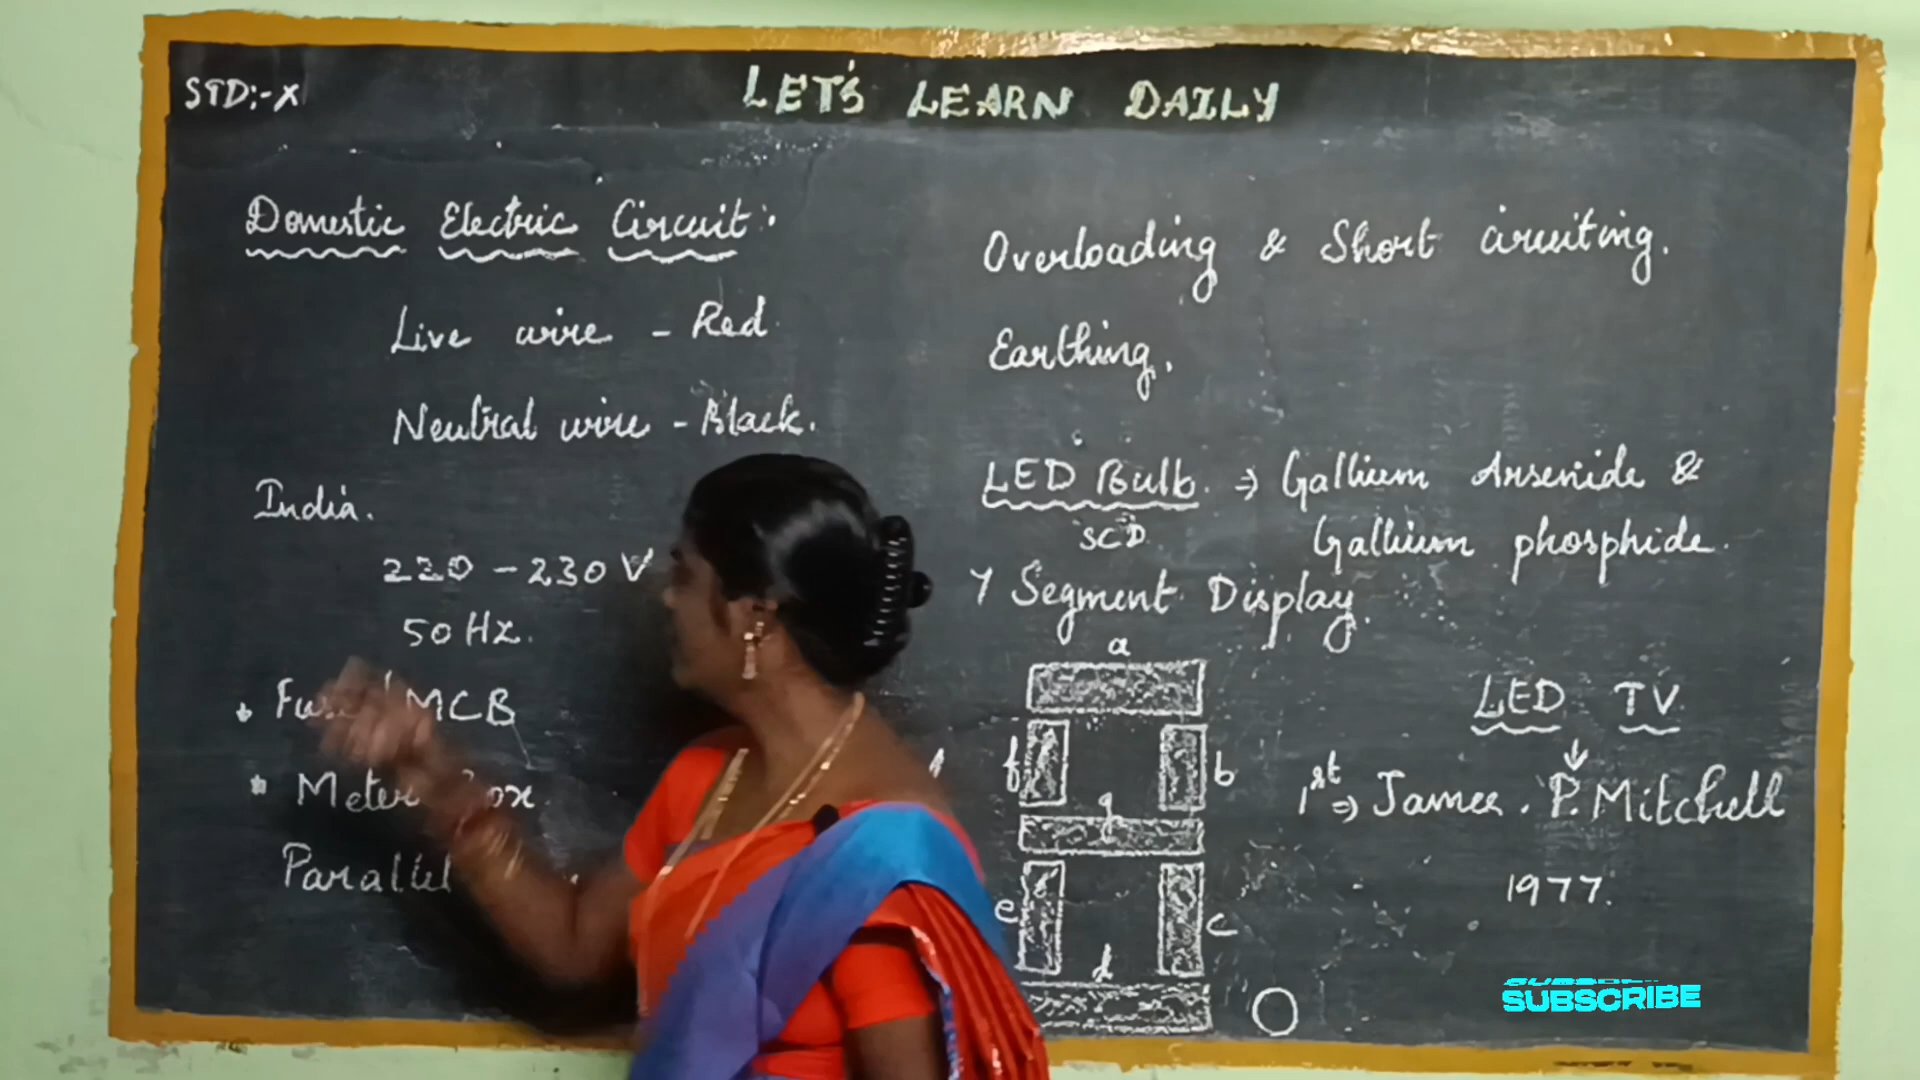 STD:- X
LET'S LEARN DAILY
Domestic Electric Circuit:
Live wire - Red
Neutral wire - Black.
India.
220 - 230 V
50 Hz.
Fuse / MCB
* Meter Box
Parallel
Overloading & Short circuiting.
Earthing.
LED Bulb. ⇒ Gallium Arsenide &
SCD Gallium phosphide.
7 Segment Display.
a
f b
g
e c
d
LED TV
↓
1st ⇒ James . P. Mitchell
1977.
SUBSCRIBE